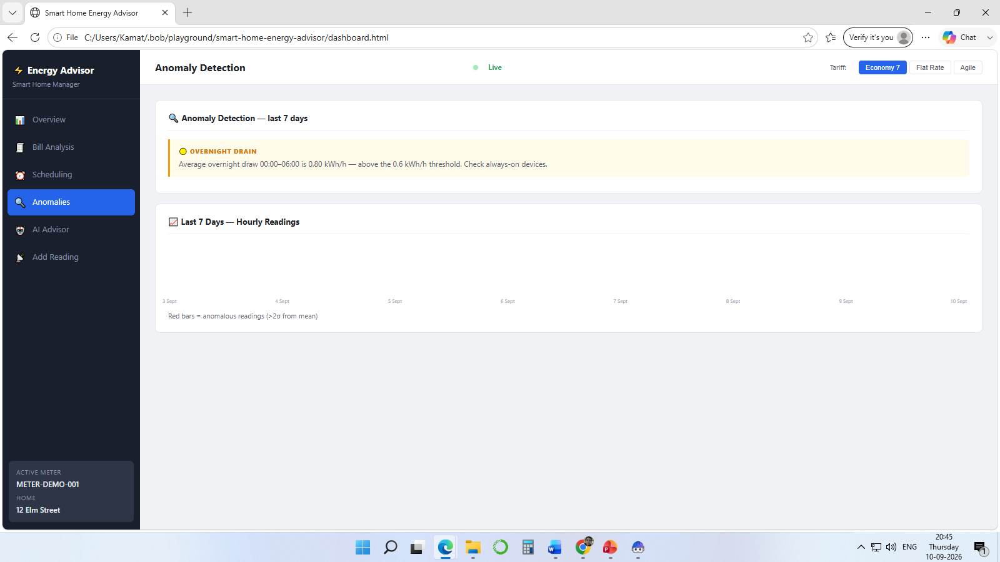 Smart Home Energy Advisor
File C:/Users/Kamat/.bob/playground/smart-home-energy-advisor/dashboard.html
Verify it's you
Chat
⚡ Energy Advisor
Smart Home Manager
Overview
Bill Analysis
Scheduling
Anomalies
AI Advisor
Add Reading
ACTIVE METER
METER-DEMO-001
HOME
12 Elm Street
Anomaly Detection
Live
Tariff: Economy 7 Flat Rate Agile
🔍 Anomaly Detection — last 7 days
🟡 OVERNIGHT DRAIN
Average overnight draw 00:00–06:00 is 0.80 kWh/h — above the 0.6 kWh/h threshold. Check always-on devices.
📈 Last 7 Days — Hourly Readings
3 Sept 4 Sept 5 Sept 6 Sept 7 Sept 8 Sept 9 Sept 10 Sept
Red bars = anomalous readings (>2σ from mean)
ENG
20:45
Thursday
10-09-2026
1